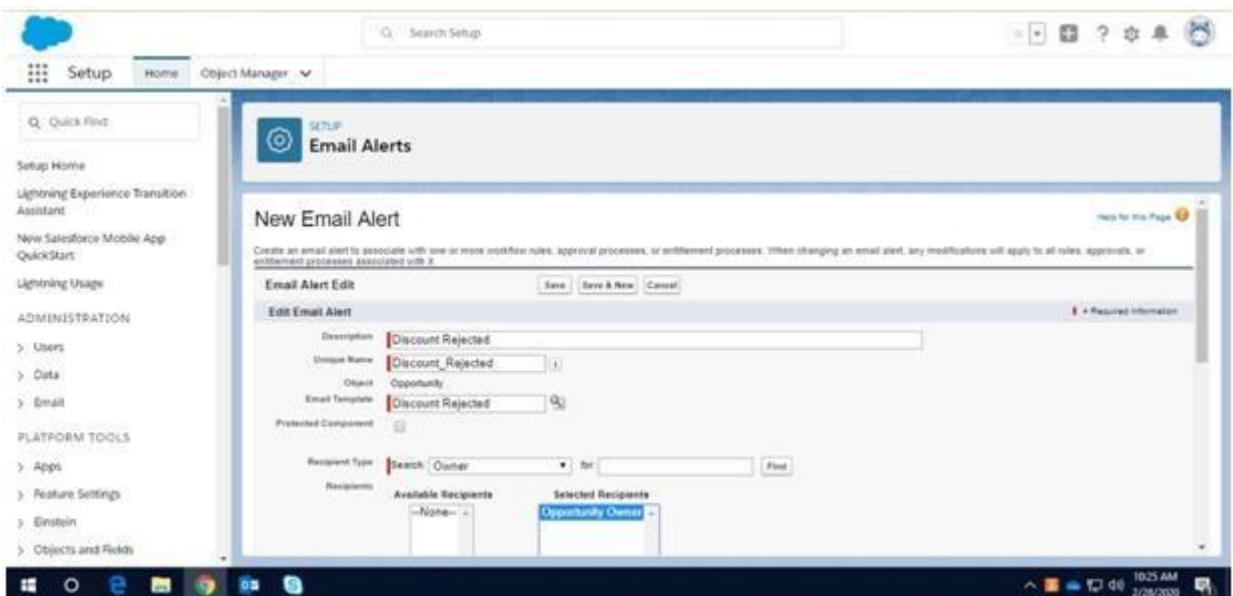 Search Setup
Setup
Home
Object Manager
Quick Find
Setup Home
Lightning Experience Transition
Assistant
New Salesforce Mobile App
QuickStart
Lightning Usage
ADMINISTRATION
> Users
> Data
> Email
PLATFORM TOOLS
> Apps
> Feature Settings
> Einstein
> Objects and Fields
SETUP
Email Alerts
New Email Alert
Help for this Page
Create an email alert to associate with one or more workflow rules, approval processes, or entitlement processes. When changing an email alert, any modifications will apply to all rules, approvals, or
entitlement processes associated with it.
Email Alert Edit
Save
Save & New
Cancel
Edit Email Alert
= Required Information
Description
Discount Rejected
Unique Name
Discount_Rejected
i
Object
Opportunity
Email Template
Discount Rejected
Protected Component
Recipient Type
Search
Owner
for
Find
Recipients
Available Recipients
Selected Recipients
--None--
Opportunity Owner
10:25 AM
2/28/2020